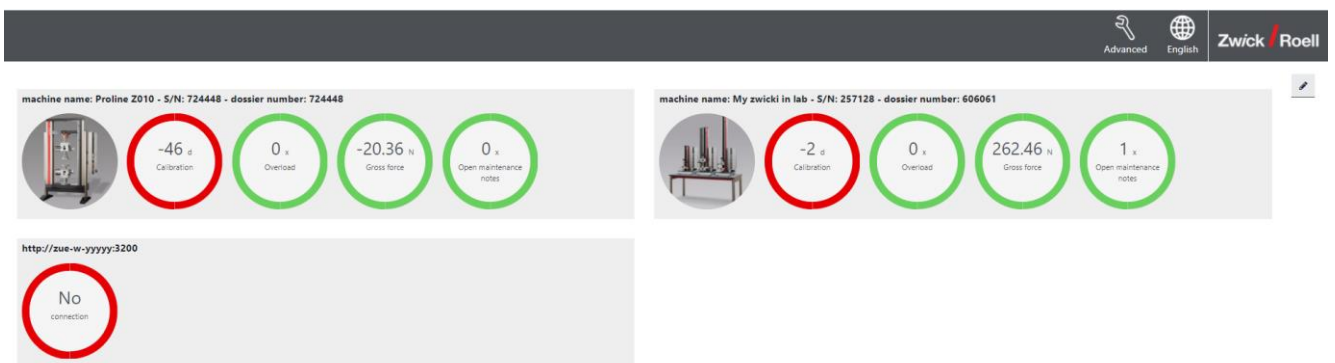 Advanced
English
Zwick/Roell
machine name: Proline Z010 - S/N: 724448 - dossier number: 724448
-46 d
Calibration
0 x
Overload
-20.36 N
Gross force
0 x
Open maintenance
notes
machine name: My zwicki in lab - S/N: 257128 - dossier number: 606061
-2 d
Calibration
0 x
Overload
262.46 N
Gross force
1 x
Open maintenance
notes
http://zue-w-yyyyy:3200
No
connection